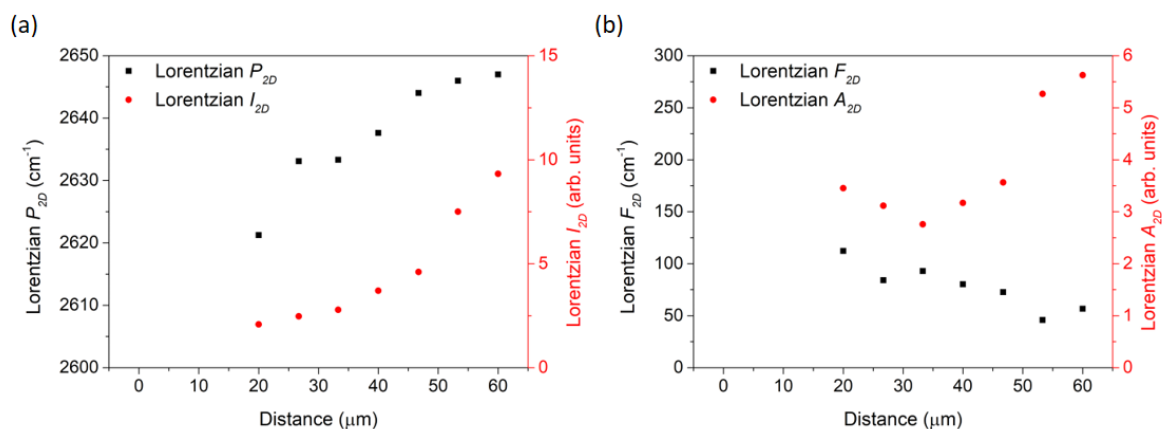 (a)
Lorentzian P2D
Lorentzian I2D
2650
2640
2630
2620
2610
2600
Lorentzian P2D (cm-1)
15
10
5
0
Lorentzian I2D (arb. units)
0 10 20 30 40 50 60
Distance (μm)
(b)
Lorentzian F2D
Lorentzian A2D
300
250
200
150
100
50
0
Lorentzian F2D (cm-1)
6
5
4
3
2
1
0
Lorentzian A2D (arb. units)
0 10 20 30 40 50 60
Distance (μm)